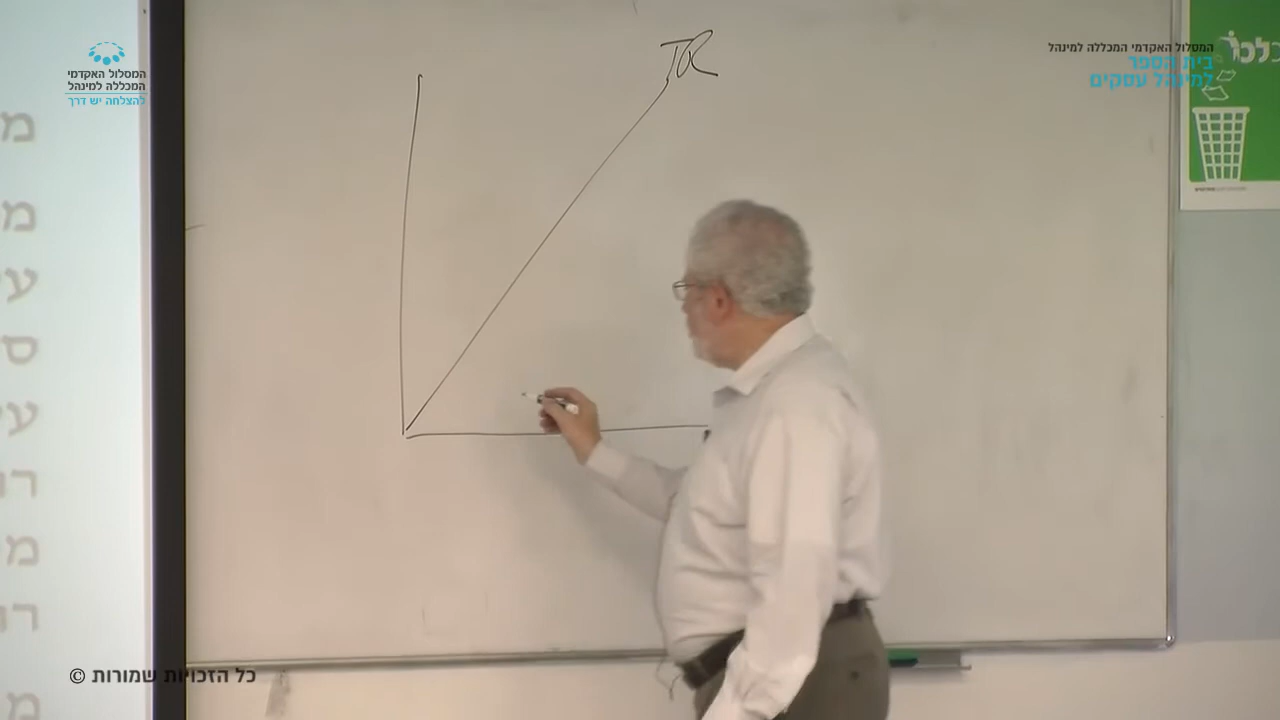 המסלול האקדמי
המכללה למינהל
להצלחה יש דרך
המסלול האקדמי המכללה למינהל
בית הספר
למינהל עסקים
TR
מ
מ
ס
מ
כל הזכויות שמורות ©